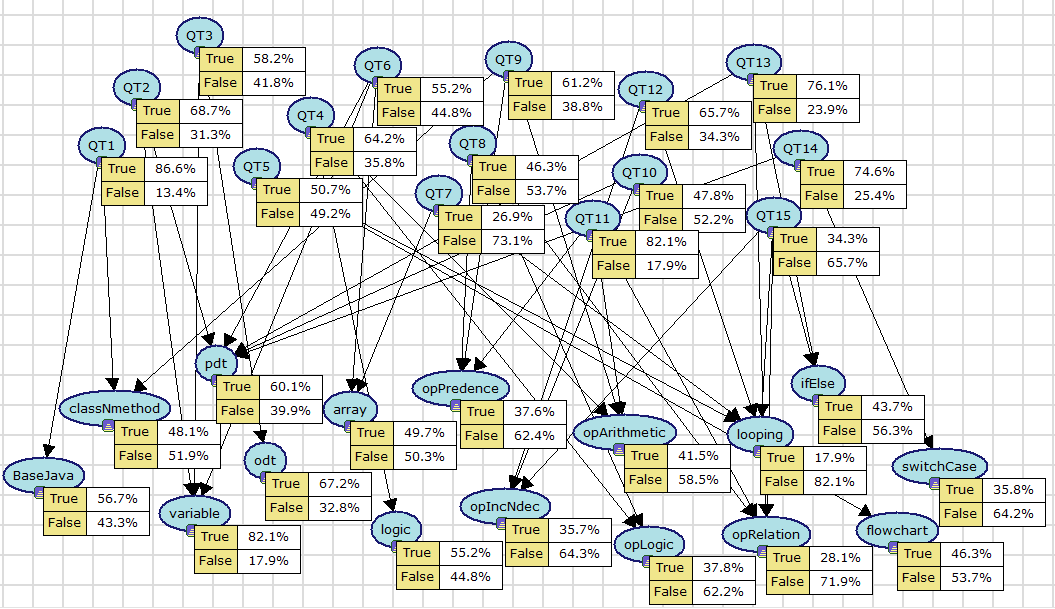 QT3
True 58.2%
False 41.8%
QT6
True 55.2%
False 44.8%
QT9
True 61.2%
False 38.8%
QT13
True 76.1%
False 23.9%
QT2
True 68.7%
False 31.3%
QT4
True 64.2%
False 35.8%
QT12
True 65.7%
False 34.3%
QT1
True 86.6%
False 13.4%
QT5
True 50.7%
False 49.2%
QT8
True 46.3%
False 53.7%
QT14
True 74.6%
False 25.4%
QT7
True 26.9%
False 73.1%
QT10
True 47.8%
False 52.2%
QT11
True 82.1%
False 17.9%
QT15
True 34.3%
False 65.7%
pdt
True 60.1%
False 39.9%
classNmethod
True 48.1%
False 51.9%
array
True 49.7%
False 50.3%
opPredence
True 37.6%
False 62.4%
ifElse
True 43.7%
False 56.3%
opArithmetic
True 41.5%
False 58.5%
looping
True 17.9%
False 82.1%
BaseJava
True 56.7%
False 43.3%
odt
True 67.2%
False 32.8%
switchCase
True 35.8%
False 64.2%
variable
True 82.1%
False 17.9%
logic
True 55.2%
False 44.8%
opIncNdec
True 35.7%
False 64.3%
opLogic
True 37.8%
False 62.2%
opRelation
True 28.1%
False 71.9%
flowchart
True 46.3%
False 53.7%